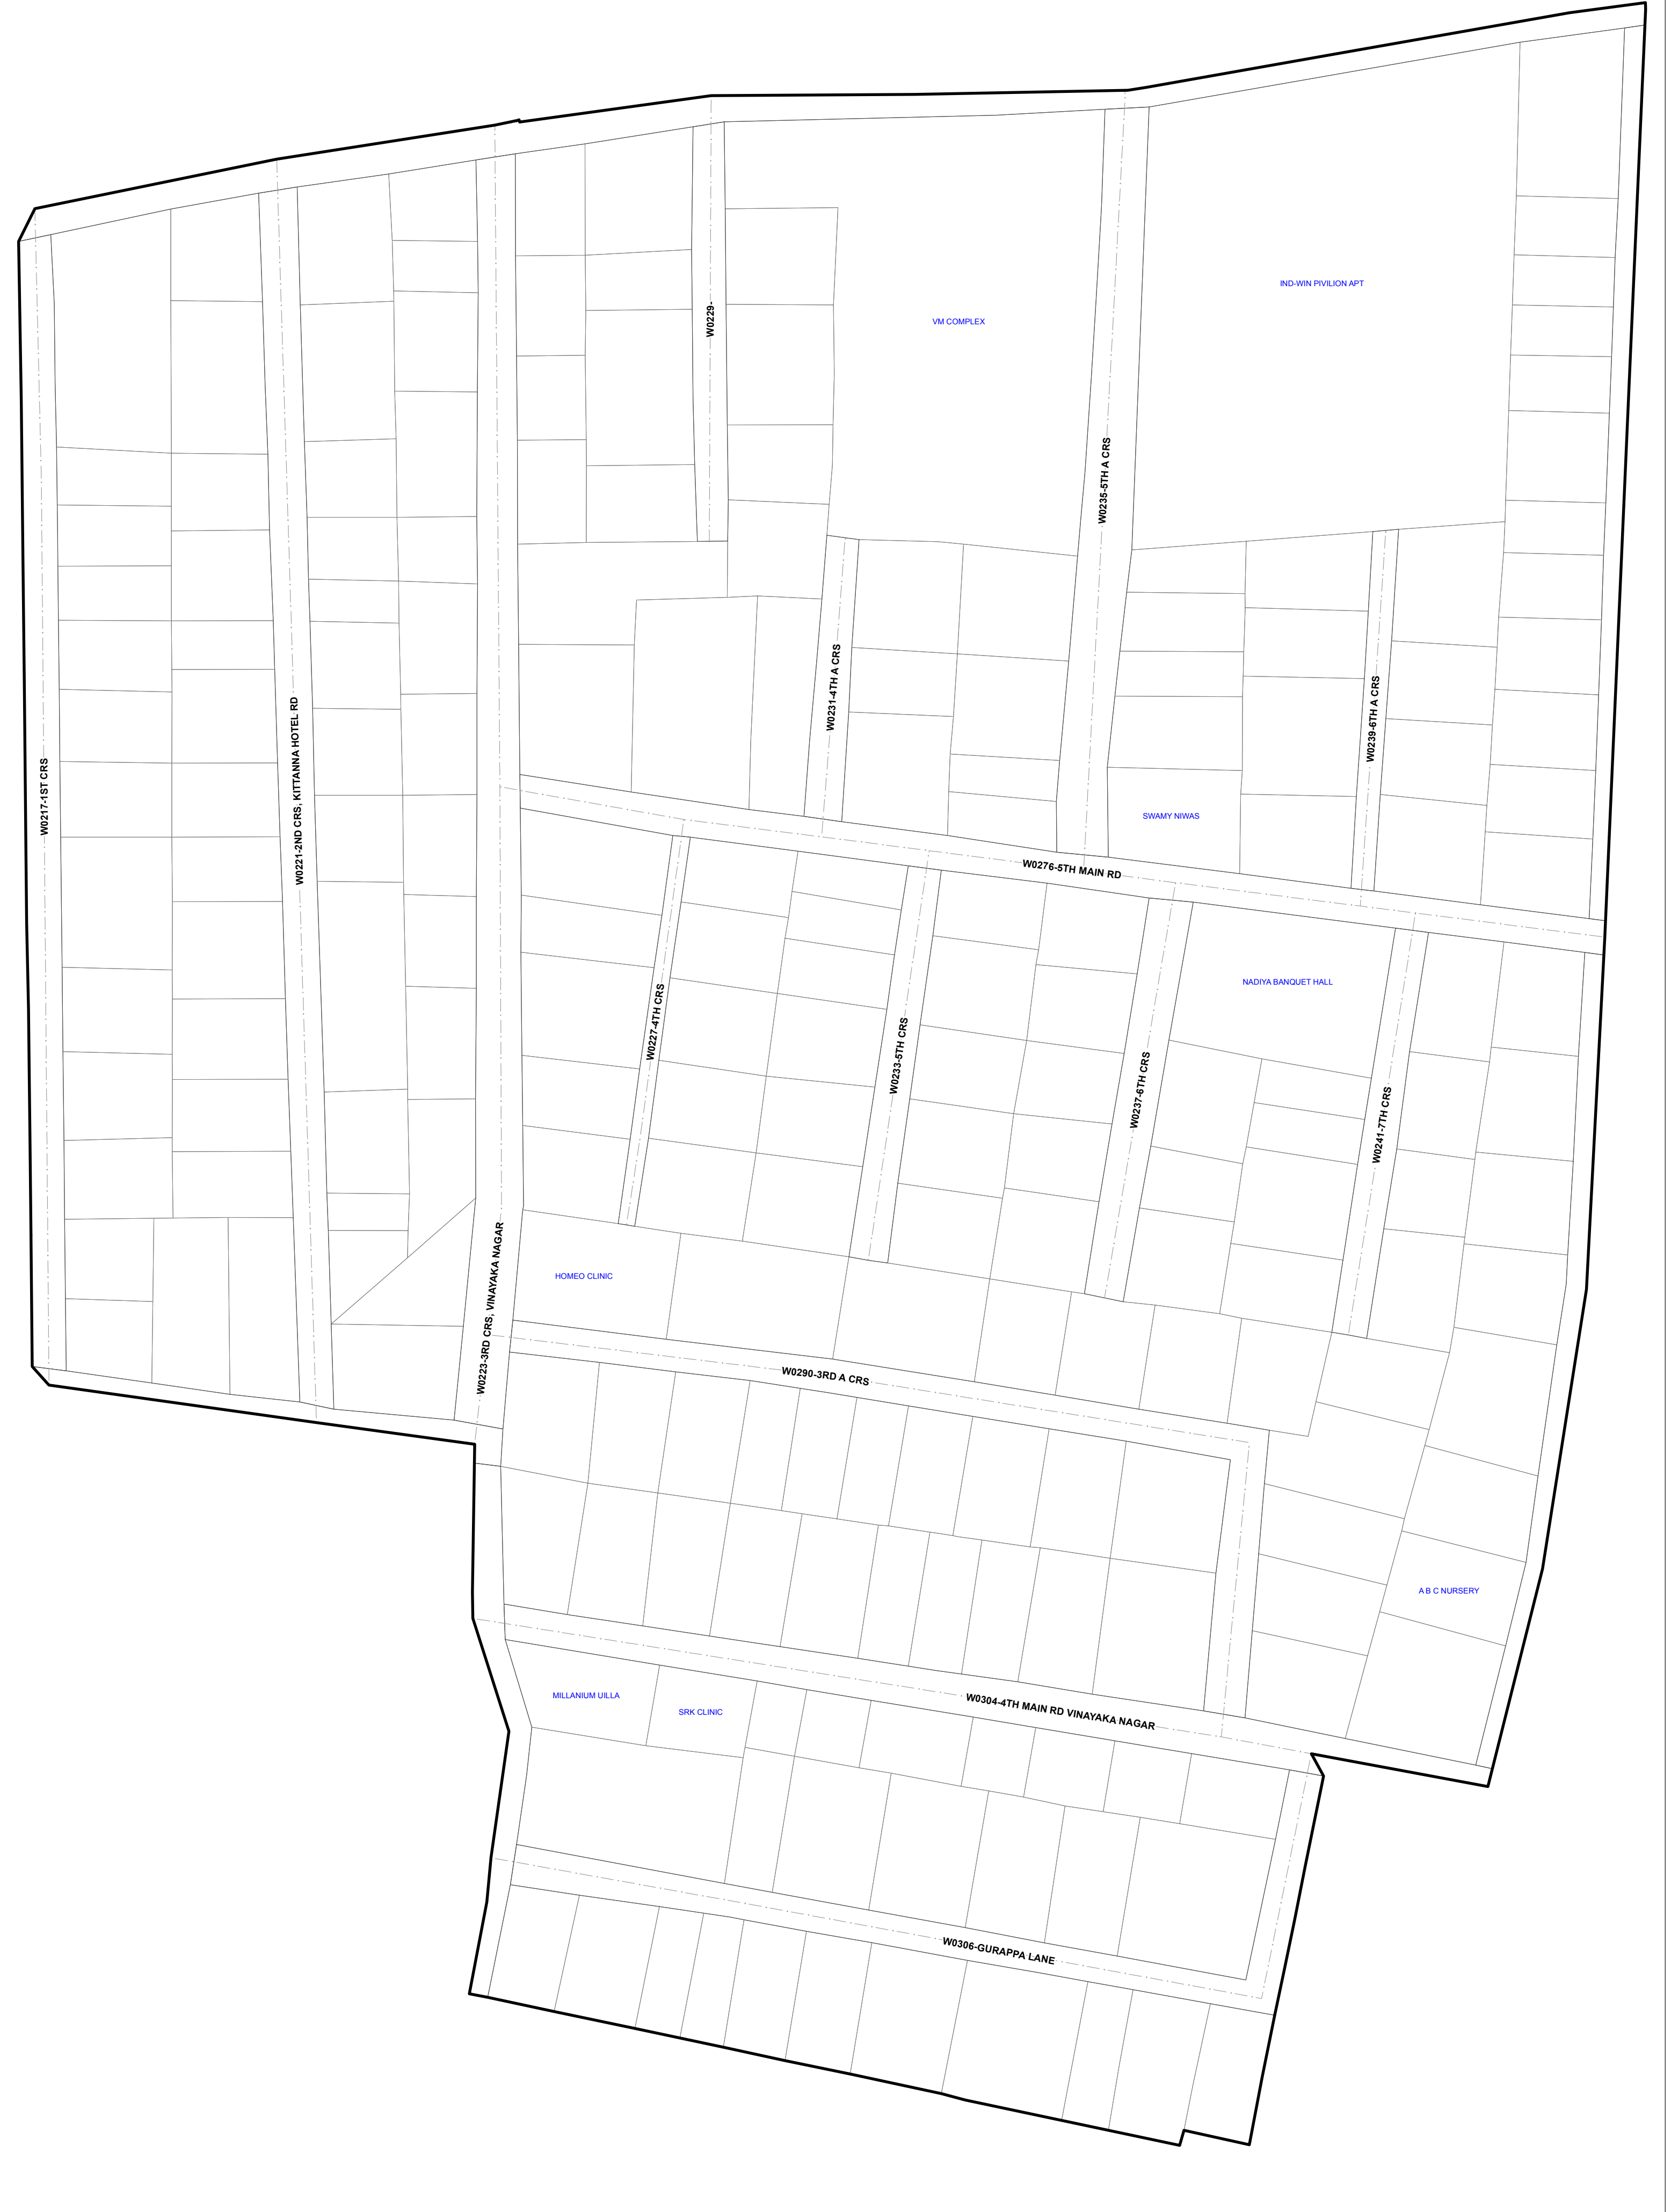 IND-WIN PIVILION APT
VM COMPLEX
W0229-
W0235-5TH A CRS
W0231-4TH A CRS
W0239-6TH A CRS
W0217-1ST CRS
W0221-2ND CRS, KITTANNA HOTEL RD
SWAMY NIWAS
W0276-5TH MAIN RD
NADIYA BANQUET HALL
W0227-4TH CRS
W0233-5TH CRS
W0237-6TH CRS
W0241-7TH CRS
HOMEO CLINIC
W0223-3RD CRS, VINAYAKA NAGAR
W0290-3RD A CRS
A B C NURSERY
MILLANIUM UILLA
SRK CLINIC
W0304-4TH MAIN RD VINAYAKA NAGAR
W0306-GURAPPA LANE